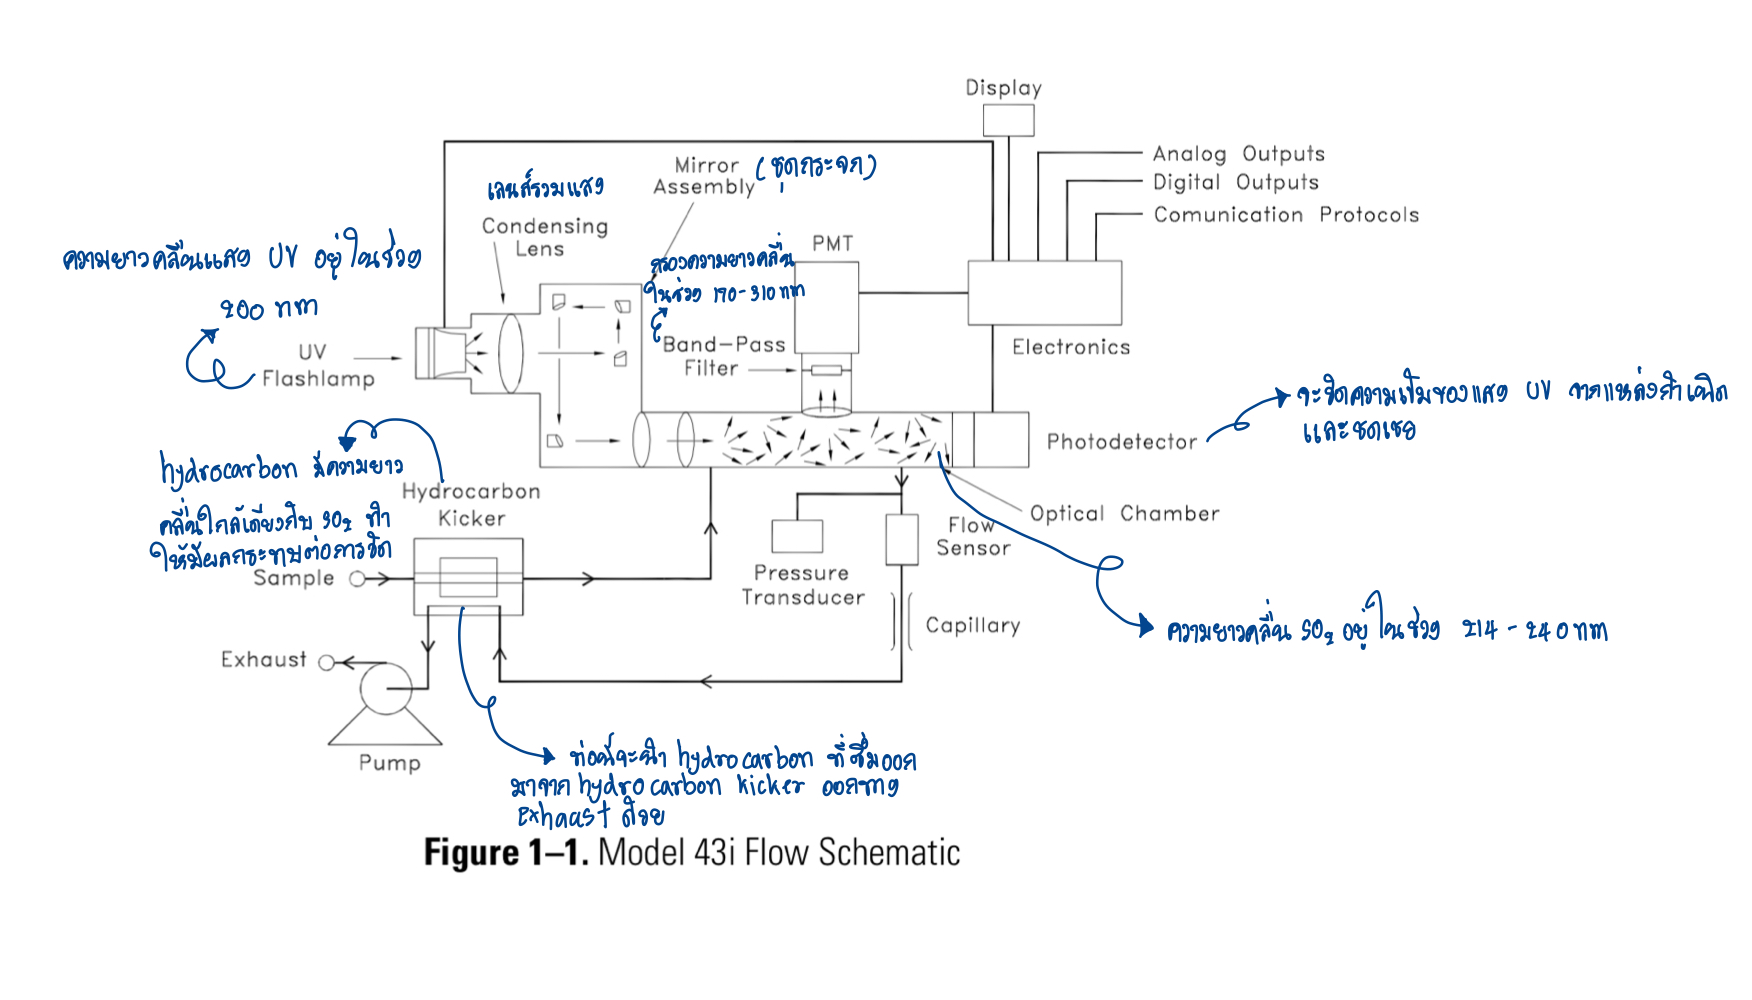 Display
Analog Outputs
Digital Outputs
Comunication Protocols
Mirror
Assembly
(ชุดกระจก)
เลนส์รวมแสง
Condensing
Lens
PMT
ความยาวคลื่นแสง UV อยู่ในช่วง
200 nm
กรองความยาวคลื่น
ในช่วง 190-310 nm
UV
Flashlamp
Band-Pass
Filter
Electronics
จะวัดความเข้มของแสง UV จากแหล่งกำเนิด
และชดเชย
Photodetector
hydrocarbon มีความยาว
คลื่นใกล้เคียงกับ SO₂ ทำ
ให้มีผลกระทบต่อการวัด
Hydrocarbon
Kicker
Optical Chamber
Flow
Sensor
Sample
Pressure
Transducer
Capillary
ความยาวคลื่น SO₂ อยู่ในช่วง 214 - 240 nm
Exhaust
Pump
ท่อนี้จะนำ hydrocarbon ที่ซึมออก
มาจาก hydrocarbon kicker ออกทาง
Exhaust ด้วย
Figure 1–1. Model 43i Flow Schematic